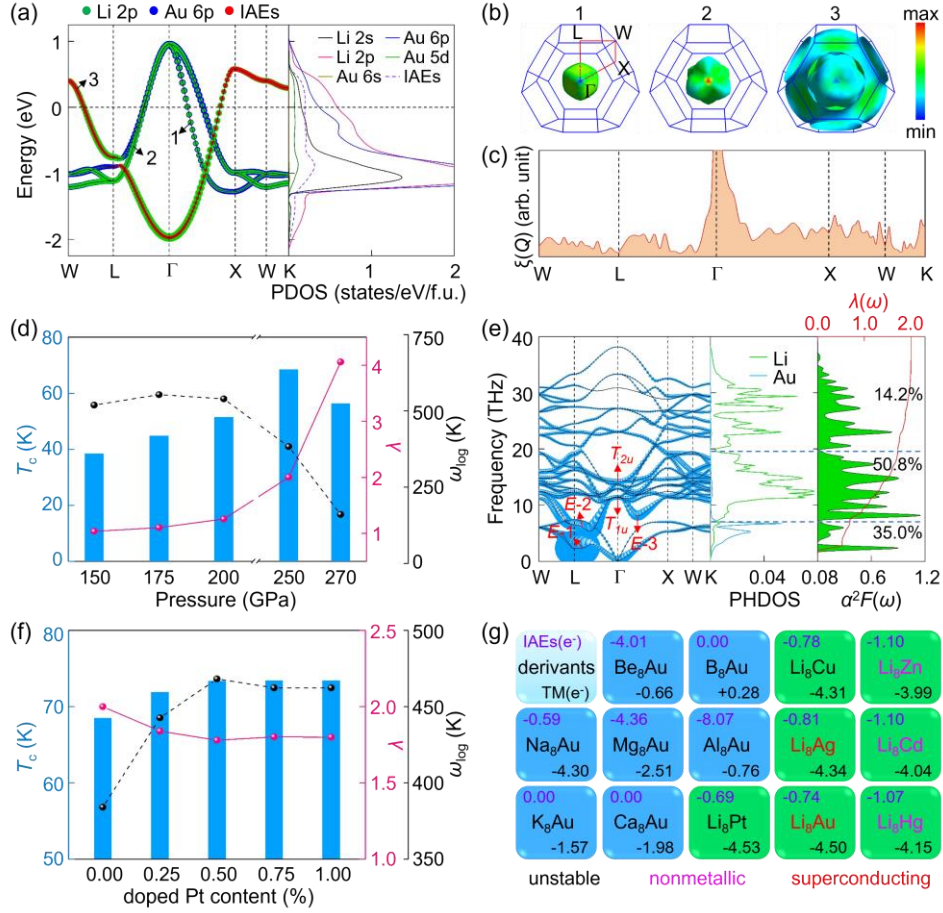 (a)
Li 2p Au 6p IAEs
Energy (eV)
1
0
-1
-2
3
2
1
W L Γ X W K
Li 2s Au 6p
Li 2p Au 5d
Au 6s IAEs
1 2
PDOS (states/eV/f.u.)
(b)
1 2 3
L W
X
Γ
max
min
(c)
ξ(Q) (arb. unit)
W L Γ X W K
(d)
Tc (K)
80
60
40
20
0
150 175 200 250 270
Pressure (GPa)
4
3
2
1
λ
750
500
250
0
ωlog (K)
(e)
Frequency (THz)
40
30
20
10
0
T2u
E-2
E-1
T1u
E-3
W L Γ X W K
Li
Au
0.04 0.08
PHDOS
λ(ω)
0.0 1.0 2.0
14.2%
50.8%
35.0%
0.6 1.2
α²F(ω)
(f)
Tc (K)
80
70
60
50
0.00 0.25 0.50 0.75 1.00
doped Pt content (%)
2.5
2.0
1.5
1.0
λ
500
450
400
350
ωlog (K)
(g)
IAEs(e⁻)
derivants
TM(e⁻)
-4.01
Be₈Au
-0.66
0.00
B₈Au
+0.28
-0.78
Li₈Cu
-4.31
-1.10
Li₈Zn
-3.99
-0.59
Na₈Au
-4.30
-4.36
Mg₈Au
-2.51
-8.07
Al₈Au
-0.76
-0.81
Li₈Ag
-4.34
-1.10
Li₈Cd
-4.04
0.00
K₈Au
-1.57
0.00
Ca₈Au
-1.98
-0.69
Li₈Pt
-4.53
-0.74
Li₈Au
-4.50
-1.07
Li₈Hg
-4.15
unstable nonmetallic superconducting